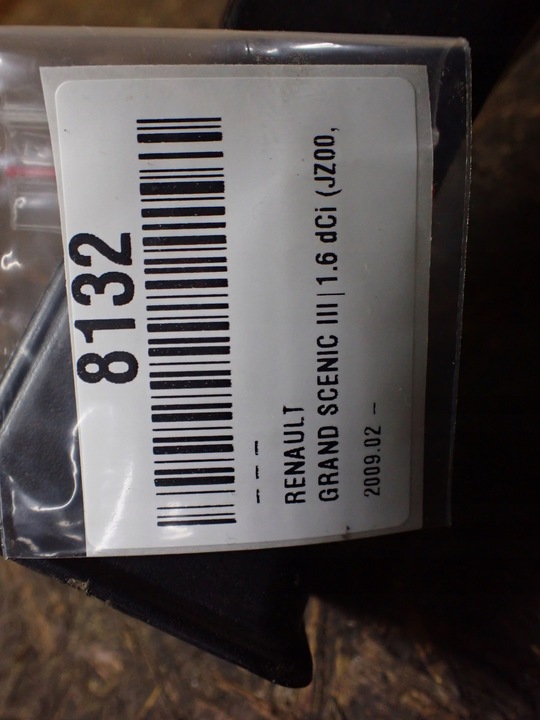 8132
- - -
RENAULT
GRAND SCENIC III | 1.6 dCi (JZ00,
2009.02 -